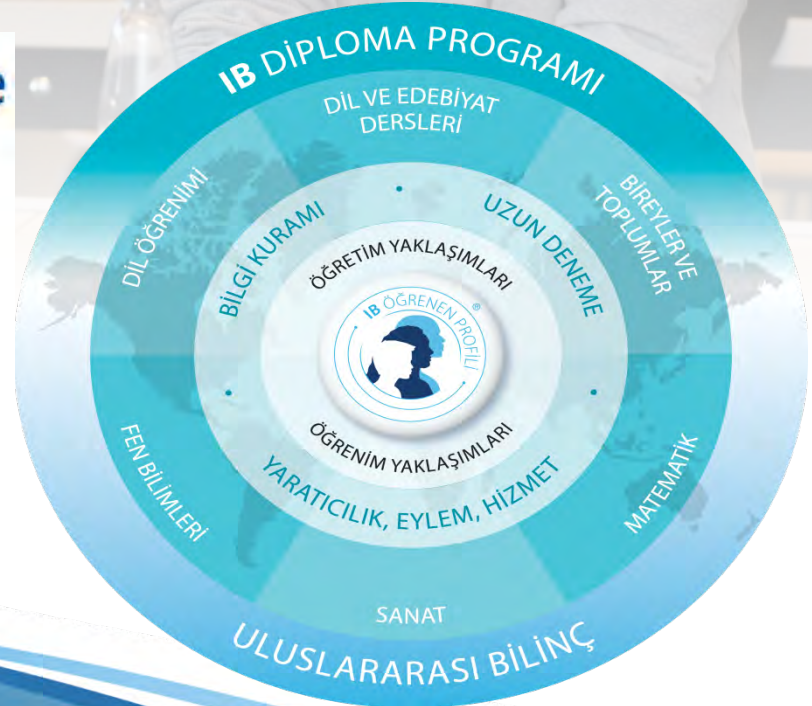 IB DİPLOMA PROGRAMI
DİL VE EDEBİYAT
DERSLERİ
DİL ÖĞRENİMİ
BİREYLER VE
TOPLUMLAR
BİLGİ KURAMI
UZUN DENEME
ÖĞRETİM YAKLAŞIMLARI
IB ÖĞRENEN PROFİLİ®
ÖĞRENİM YAKLAŞIMLARI
YARATICILIK, EYLEM, HİZMET
FEN BİLİMLERİ
MATEMATİK
SANAT
ULUSLARARASI BİLİNÇ